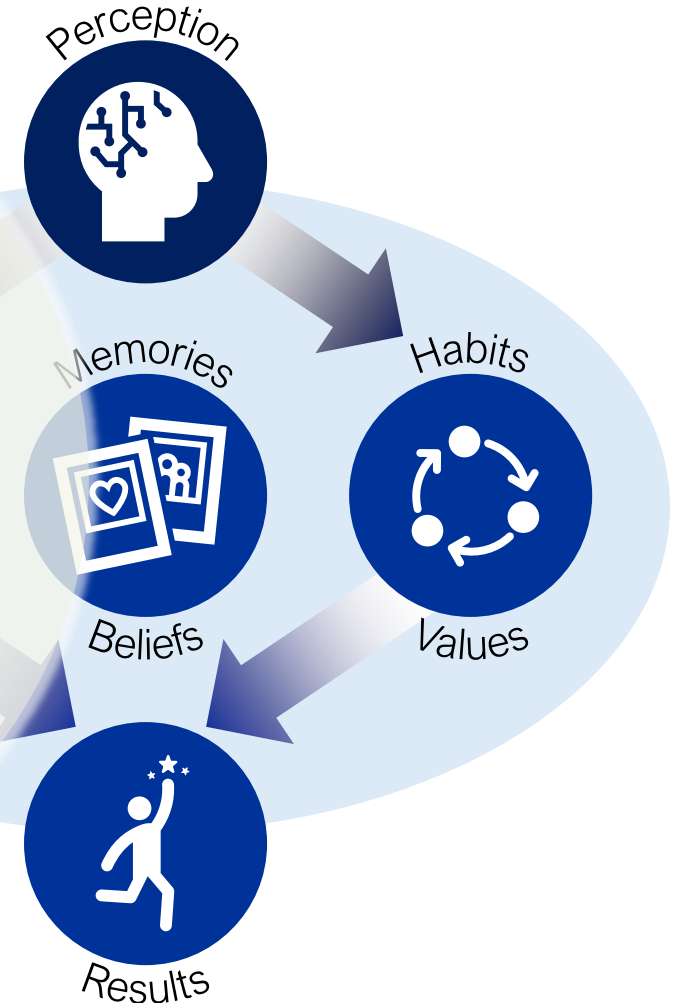 Perception
Memories
Habits
Beliefs
Values
Results